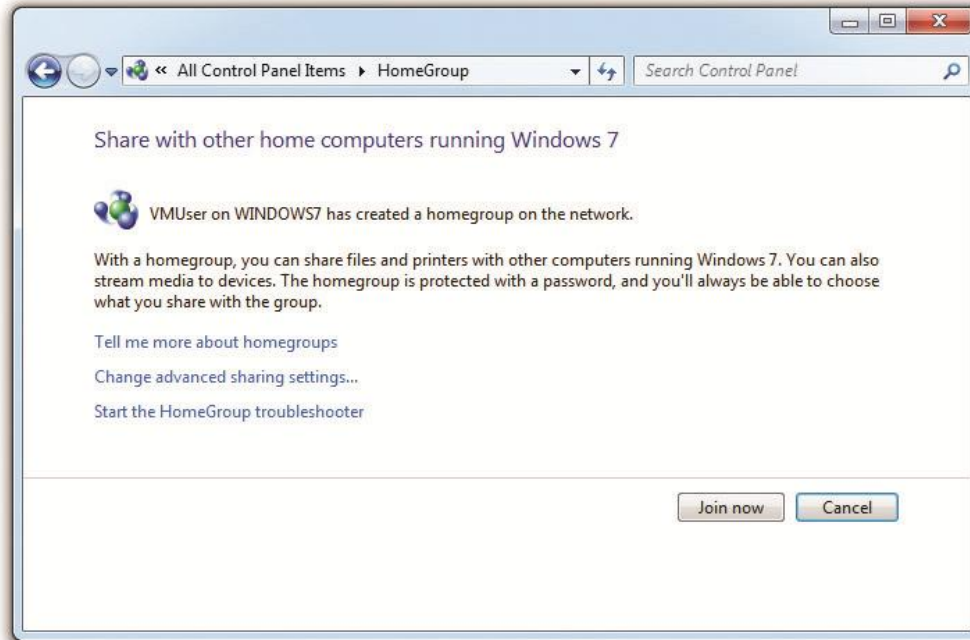 « All Control Panel Items ▸ HomeGroup
Search Control Panel
Share with other home computers running Windows 7
VMUser on WINDOWS7 has created a homegroup on the network.
With a homegroup, you can share files and printers with other computers running Windows 7. You can also
stream media to devices. The homegroup is protected with a password, and you'll always be able to choose
what you share with the group.
Tell me more about homegroups
Change advanced sharing settings...
Start the HomeGroup troubleshooter
Join now
Cancel